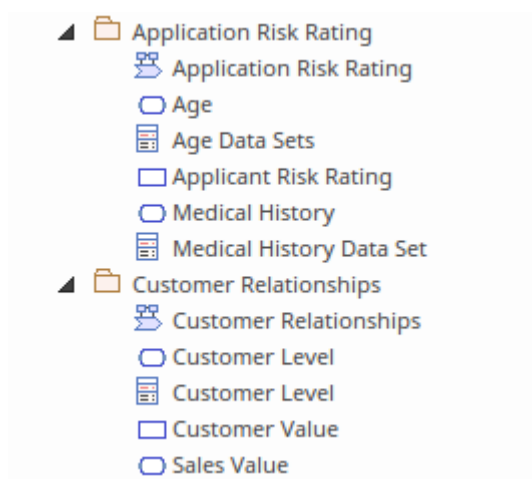 Application Risk Rating
Application Risk Rating
Age
Age Data Sets
Applicant Risk Rating
Medical History
Medical History Data Set
Customer Relationships
Customer Relationships
Customer Level
Customer Level
Customer Value
Sales Value